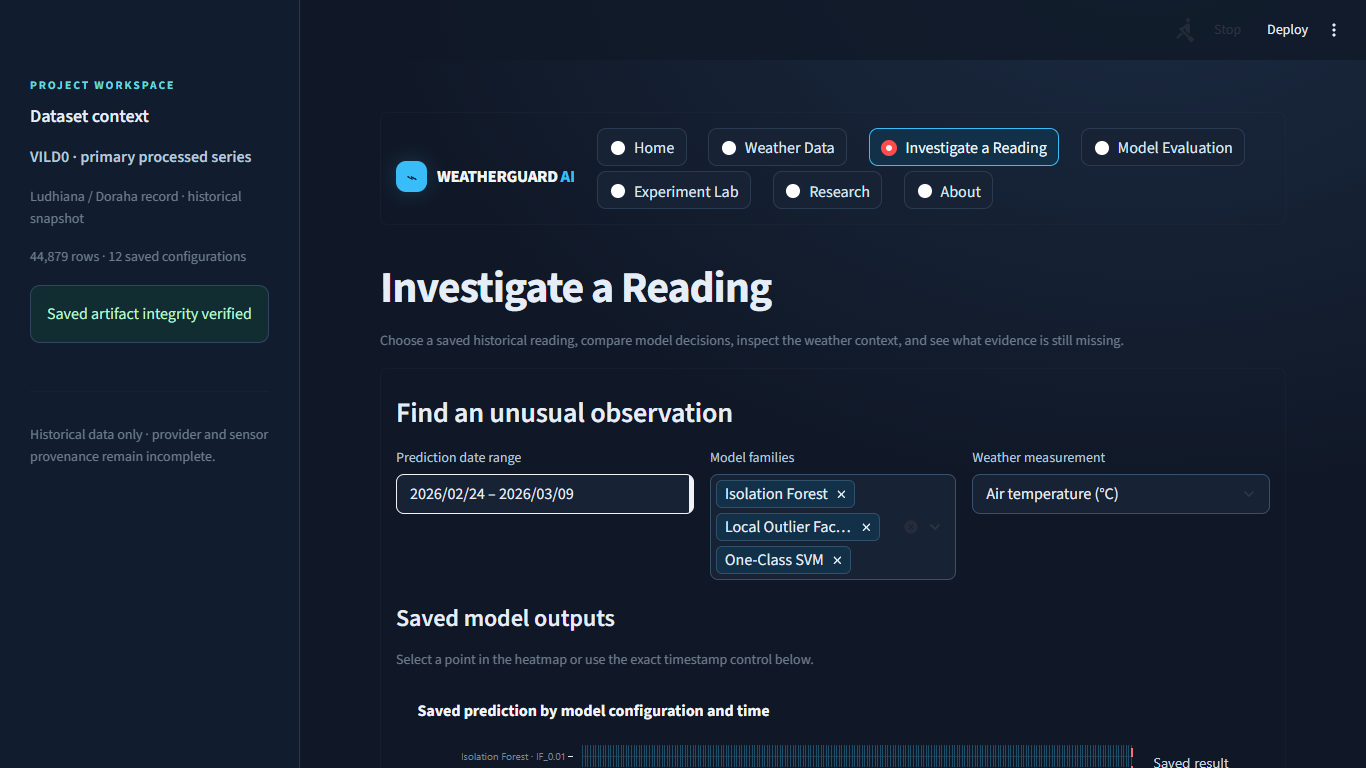 Stop
Deploy
PROJECT WORKSPACE
Dataset context
VILD0 · primary processed series
Ludhiana / Doraha record · historical
snapshot
44,879 rows · 12 saved configurations
Saved artifact integrity verified
Historical data only · provider and sensor
provenance remain incomplete.
WEATHERGUARD AI
Home
Weather Data
Investigate a Reading
Model Evaluation
Experiment Lab
Research
About
Investigate a Reading
Choose a saved historical reading, compare model decisions, inspect the weather context, and see what evidence is still missing.
Find an unusual observation
Prediction date range
2026/02/24 – 2026/03/09
Model families
Isolation Forest
Local Outlier Fac…
One-Class SVM
Weather measurement
Air temperature (°C)
Saved model outputs
Select a point in the heatmap or use the exact timestamp control below.
Saved prediction by model configuration and time
Isolation Forest · IF_0.01
Saved result